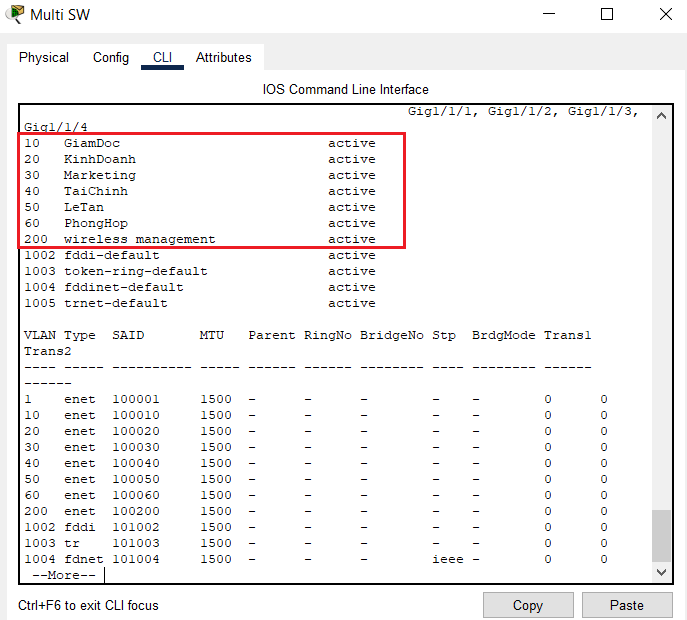 Multi SW
Physical Config CLI Attributes
IOS Command Line Interface
Gig1/1/1, Gig1/1/2, Gig1/1/3,
Gig1/1/4
10 GiamDoc active
20 KinhDoanh active
30 Marketing active
40 TaiChinh active
50 LeTan active
60 PhongHop active
200 wireless management active
1002 fddi-default active
1003 token-ring-default active
1004 fddinet-default active
1005 trnet-default active
VLAN Type SAID MTU Parent RingNo BridgeNo Stp BrdgMode Trans1
Trans2
---- ----- ---------- ----- ------ ------ -------- ---- -------- ------
------
1 enet 100001 1500 - - - - - 0 0
10 enet 100010 1500 - - - - - 0 0
20 enet 100020 1500 - - - - - 0 0
30 enet 100030 1500 - - - - - 0 0
40 enet 100040 1500 - - - - - 0 0
50 enet 100050 1500 - - - - - 0 0
60 enet 100060 1500 - - - - - 0 0
200 enet 100200 1500 - - - - - 0 0
1002 fddi 101002 1500 - - - - - 0 0
1003 tr 101003 1500 - - - - - 0 0
1004 fdnet 101004 1500 - - - ieee - 0 0
--More--
Ctrl+F6 to exit CLI focus
Copy Paste